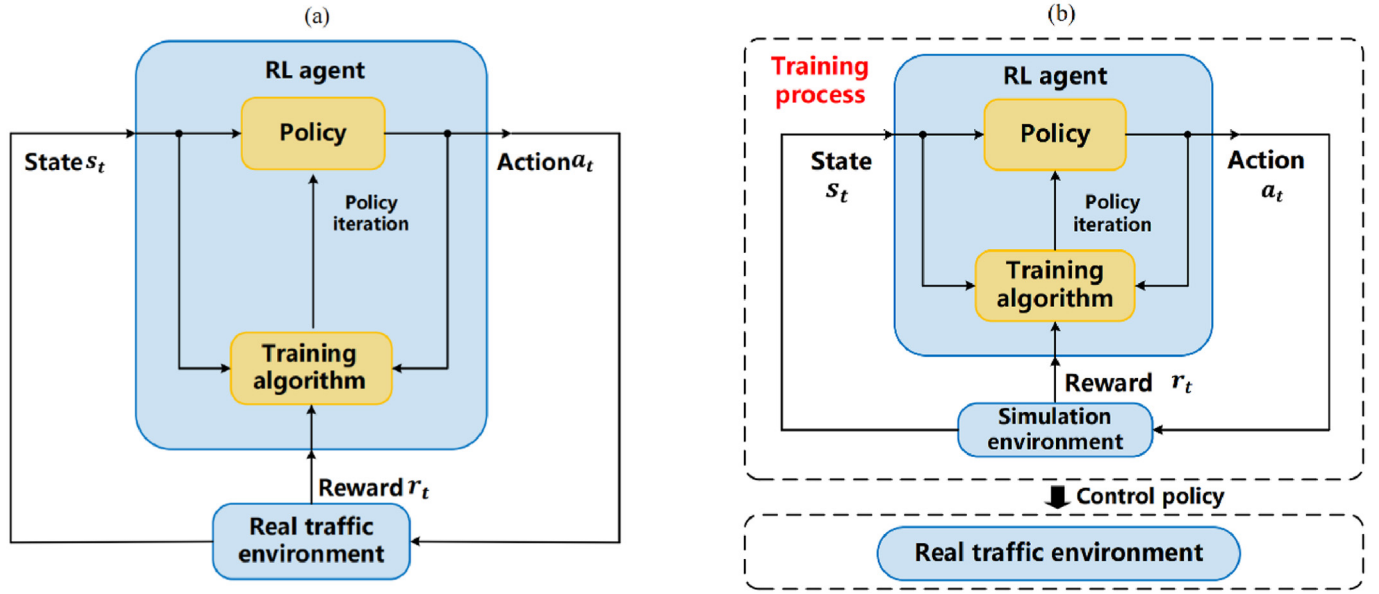 (a)
RL agent
Policy
State s_t
Action a_t
Policy
iteration
Training
algorithm
Reward r_t
Real traffic
environment
(b)
Training
process
RL agent
Policy
State
s_t
Action
a_t
Policy
iteration
Training
algorithm
Reward r_t
Simulation
environment
Control policy
Real traffic environment